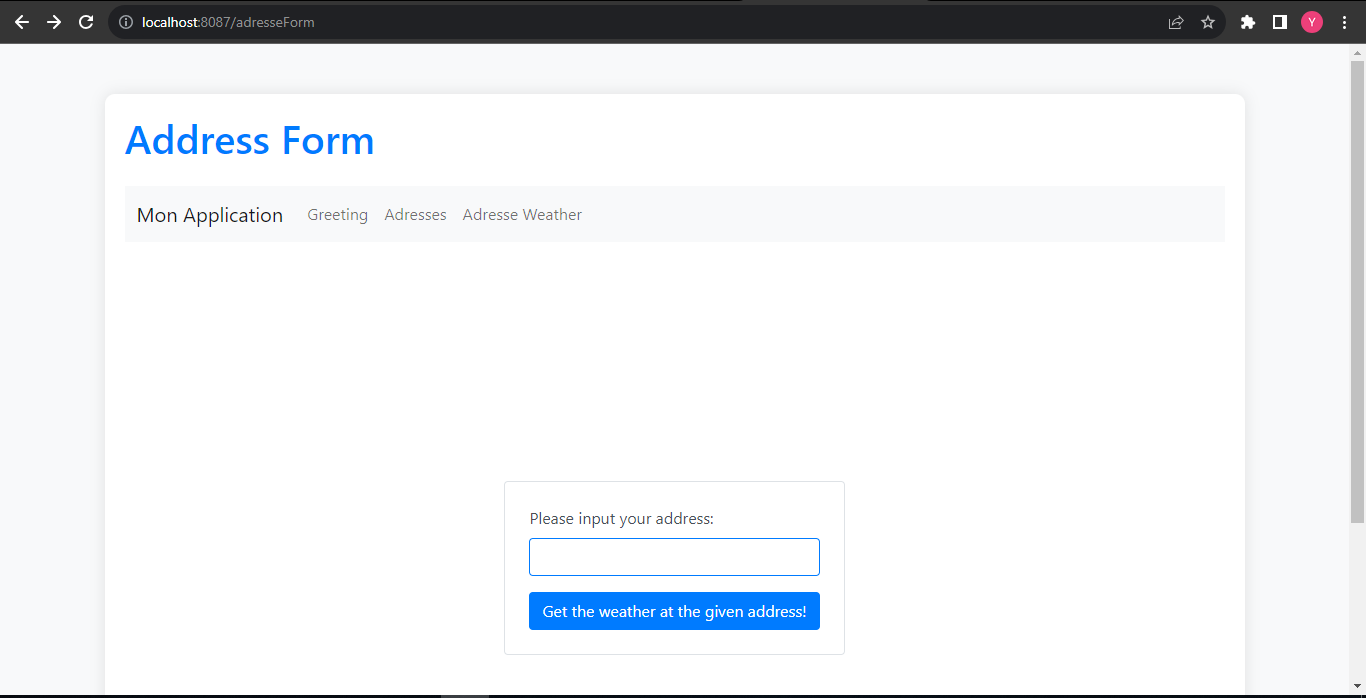 localhost:8087/adresseForm
Y
Address Form
Mon Application Greeting Adresses Adresse Weather
Please input your address:
Get the weather at the given address!